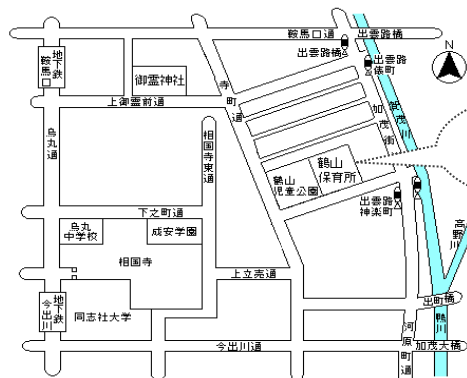 鞍馬口通
出雲路橋
出雲路橋
N
地下鉄
鞍馬口
御霊神社
出雲路
俵町
寺町通
上御霊前通
加茂街
賀茂川
烏丸通
相国寺東通
鶴山
保育所
鶴山
児童公園
出雲路
神楽町
下之町通
烏丸
中学校
成安学園
高野川
相国寺
上立売通
地下鉄
今出川
同志社大学
出町橋
鴨川
河原町通
今出川通
加茂大橋